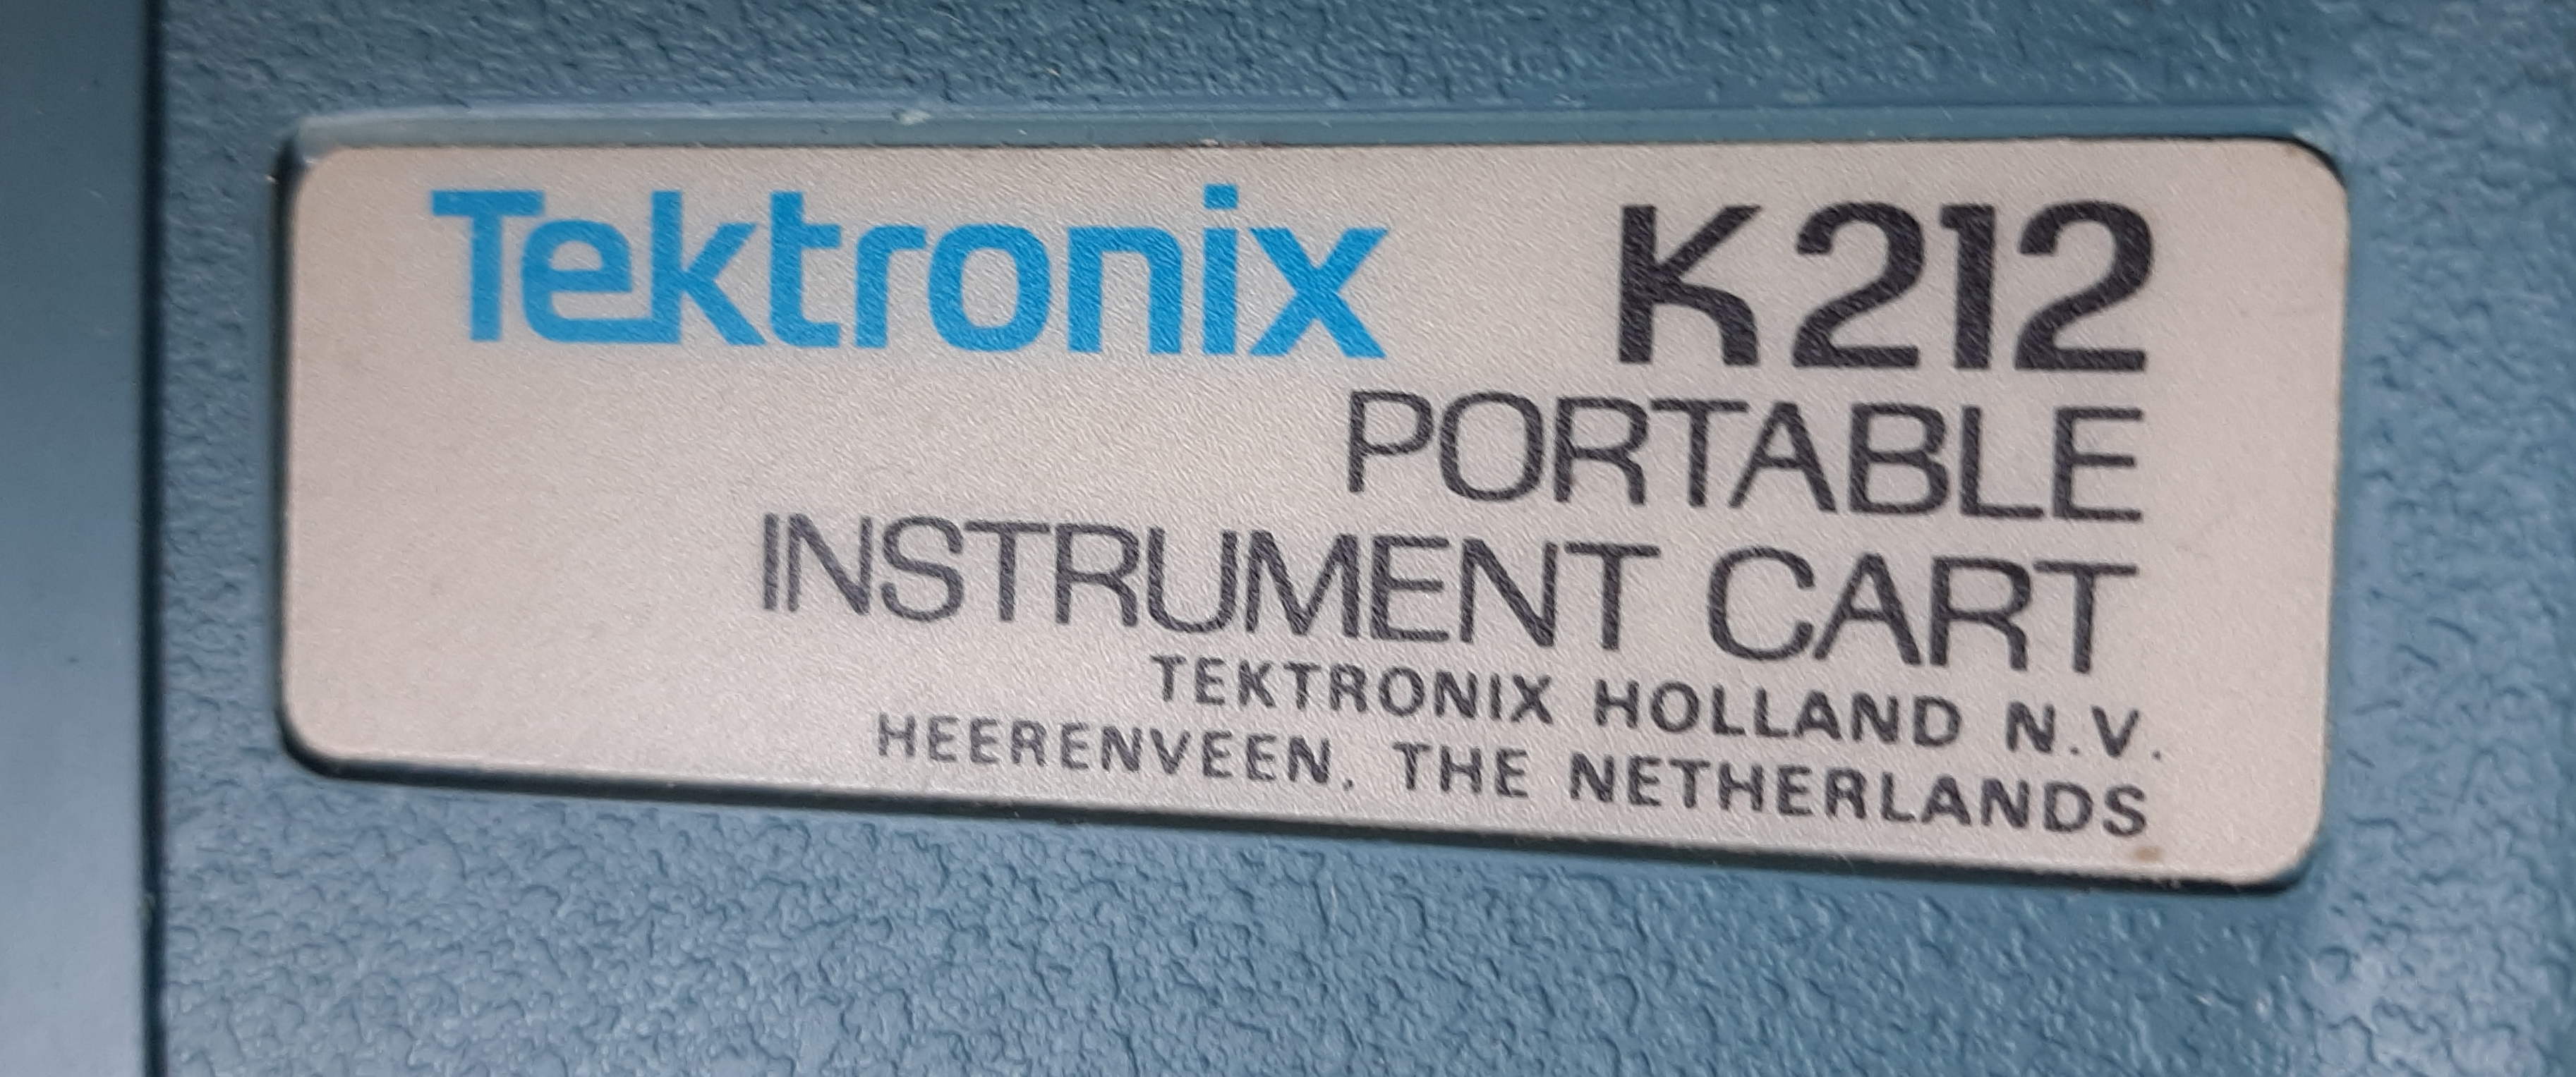 Tektronix K212
PORTABLE
INSTRUMENT CART
TEKTRONIX HOLLAND N.V.
HEERENVEEN, THE NETHERLANDS